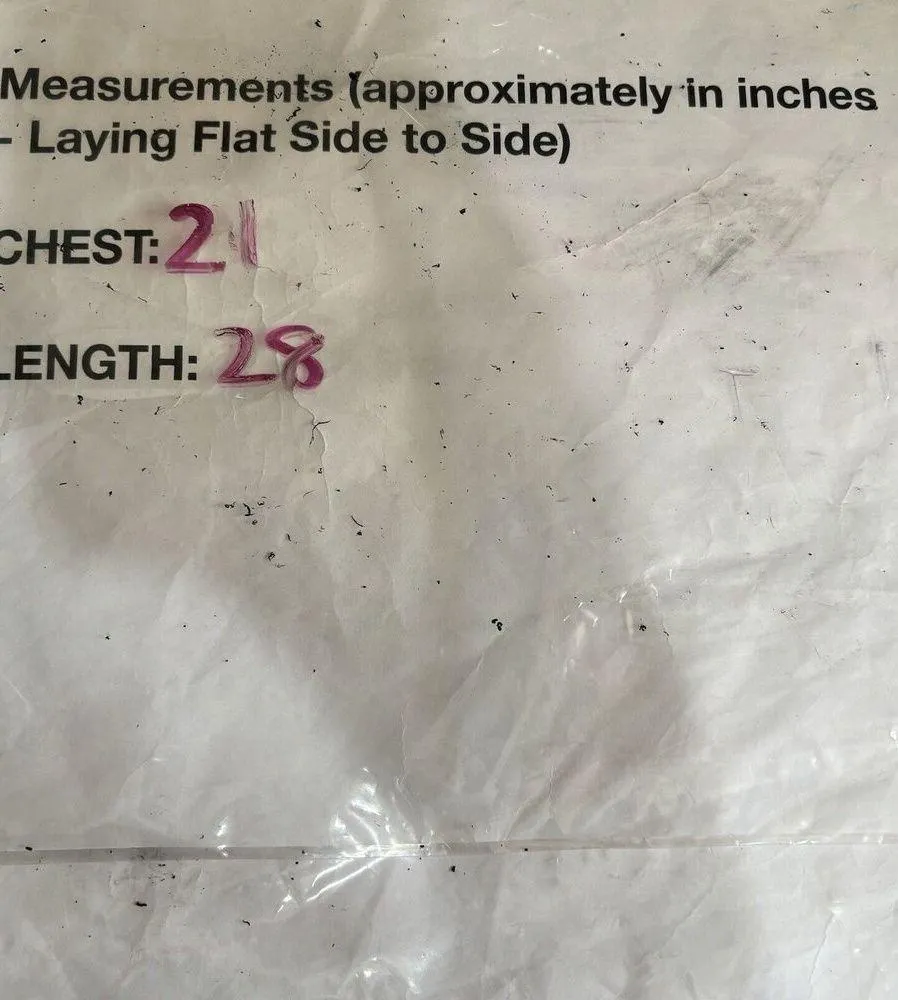 Measurements (approximately in inches
- Laying Flat Side to Side)
CHEST: 21
LENGTH: 28